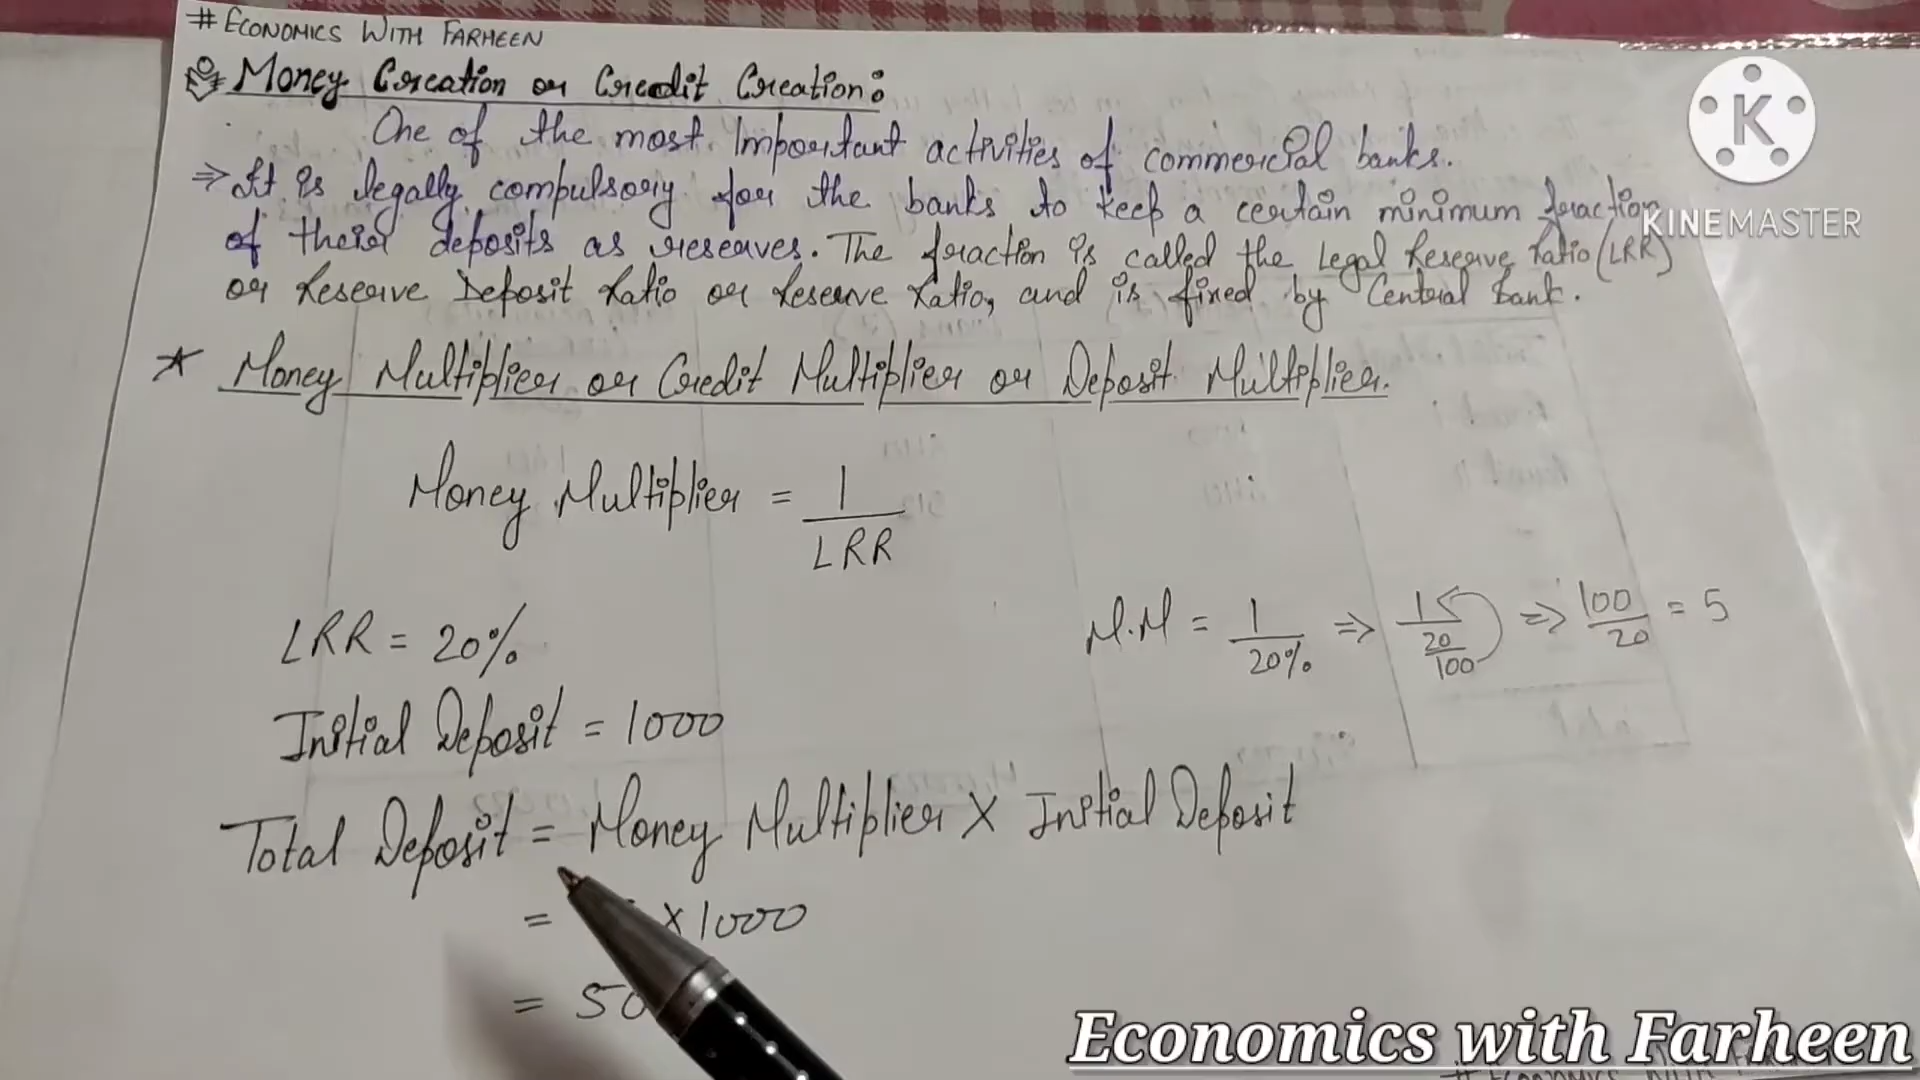 # ECONOMICS WITH FARHEEN
Money Creation or Credit Creation:
One of the most Important activities of commercial banks.
⇒ It is legally compulsory for the banks to keep a certain minimum fraction
of their deposits as reserves. The fraction is called the Legal Reserve Ratio (LRR)
or Reserve Deposit Ratio or Reserve Ratio, and is fixed by Central Bank.
K
KINEMASTER
* Money Multiplier or Credit Multiplier or Deposit Multiplier.
Money Multiplier = 1/LRR
LRR = 20%
M.M = 1/20% ⇒ 1/(20/100) ⇒ 100/20 = 5
Initial Deposit = 1000
Total Deposit = Money Multiplier X Initial Deposit
= X 1000
= 50
Economics with Farheen